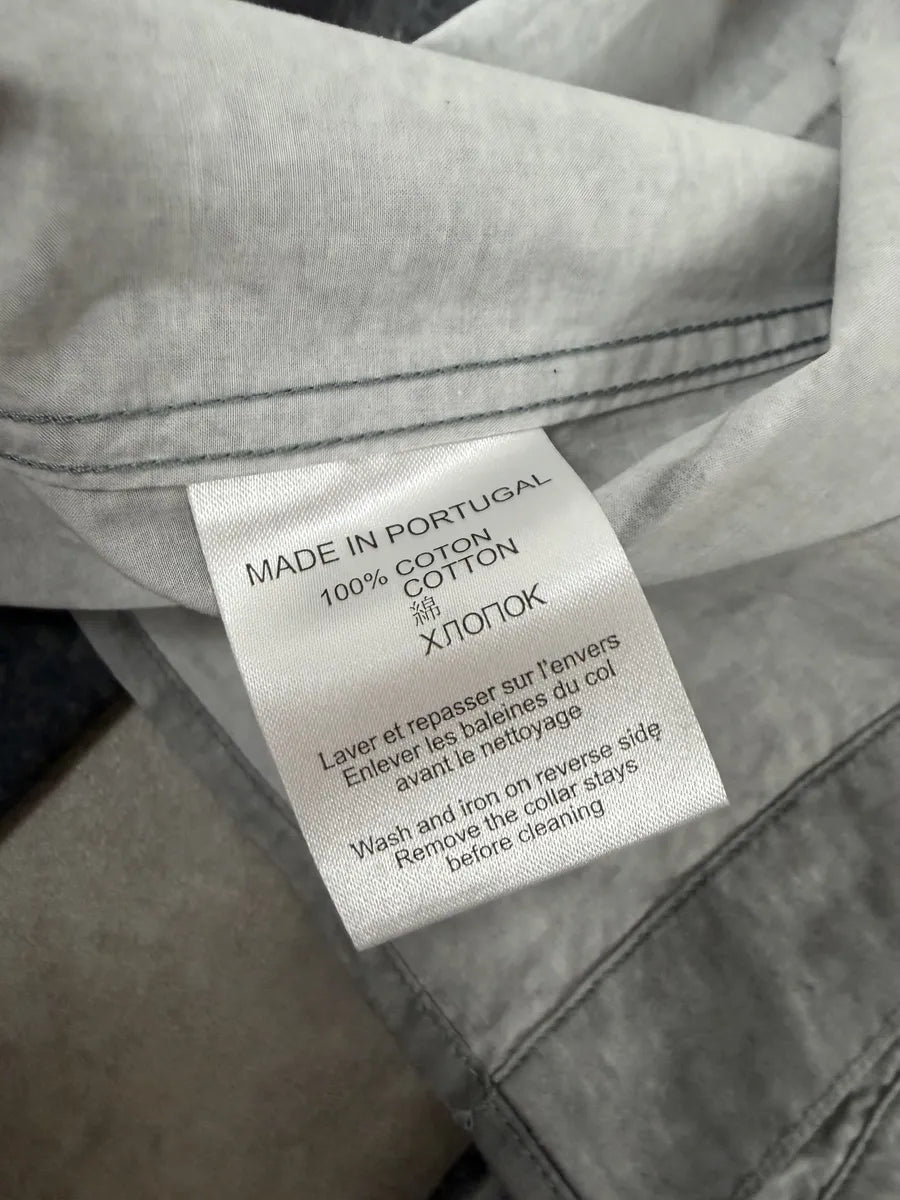 MADE IN PORTUGAL
100% COTON
COTTON
綿
ХЛОПОК
Laver et repasser sur l'envers
Enlever les baleines du col
avant le nettoyage
Wash and iron on reverse side
Remove the collar stays
before cleaning